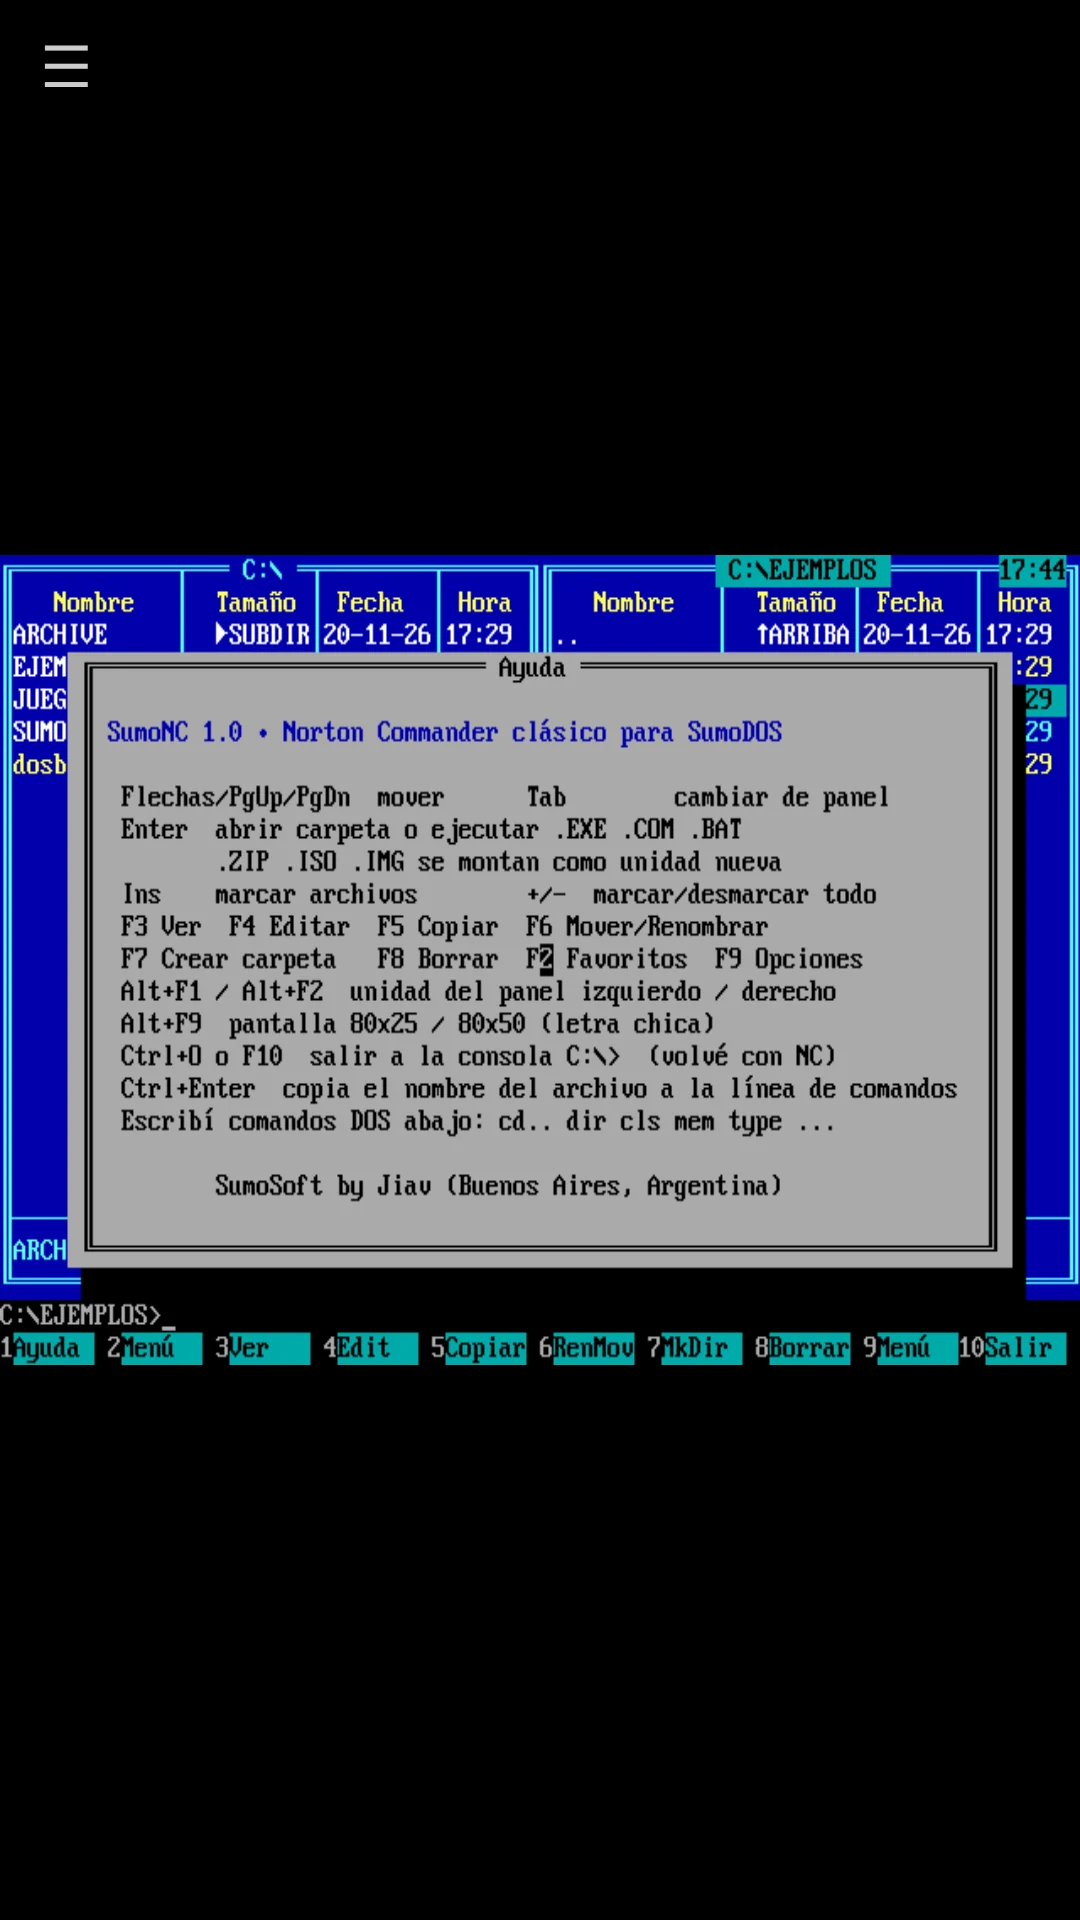 C:\ C:\EJEMPLOS 17:44
Nombre Tamaño Fecha Hora Nombre Tamaño Fecha Hora
ARCHIVE ►SUBDIR 20-11-26 17:29 .. ↑ARRIBA 20-11-26 17:29
EJEM :29
JUEG 29
SUMO 29
dosb 29
Ayuda
SumoNC 1.0 • Norton Commander clásico para SumoDOS
Flechas/PgUp/PgDn mover Tab cambiar de panel
Enter abrir carpeta o ejecutar .EXE .COM .BAT
.ZIP .ISO .IMG se montan como unidad nueva
Ins marcar archivos +/- marcar/desmarcar todo
F3 Ver F4 Editar F5 Copiar F6 Mover/Renombrar
F7 Crear carpeta F8 Borrar F2 Favoritos F9 Opciones
Alt+F1 / Alt+F2 unidad del panel izquierdo / derecho
Alt+F9 pantalla 80x25 / 80x50 (letra chica)
Ctrl+O o F10 salir a la consola C:\> (volvé con NC)
Ctrl+Enter copia el nombre del archivo a la línea de comandos
Escribí comandos DOS abajo: cd.. dir cls mem type ...
SumoSoft by Jiav (Buenos Aires, Argentina)
ARCH
C:\EJEMPLOS>_
1Ayuda 2Menú 3Ver 4Edit 5Copiar 6RenMov 7MkDir 8Borrar 9Menú 10Salir